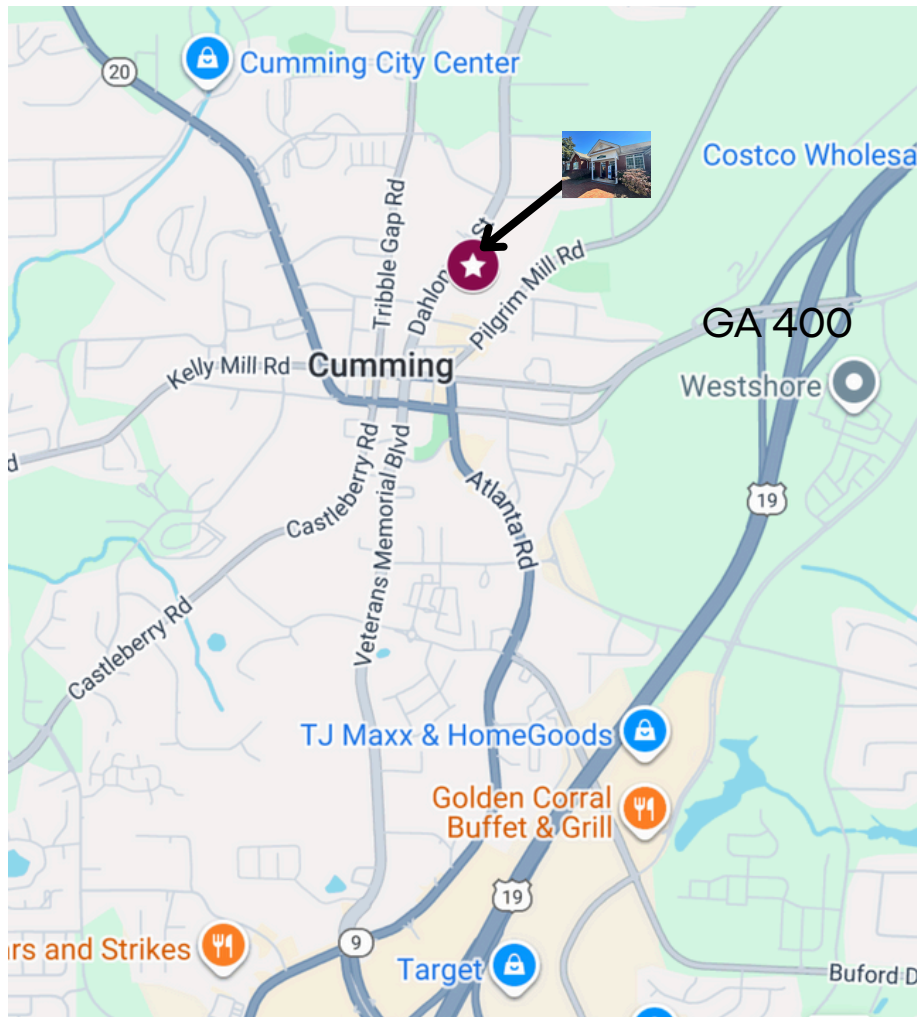 Cumming City Center
20
Costco Wholesa
Tribble Gap Rd
Dahlon
St
Pilgrim Mill Rd
GA 400
Kelly Mill Rd
Cumming
Westshore
d
Castleberry Rd
Veterans Memorial Blvd
Atlanta Rd
19
Castleberry Rd
TJ Maxx & HomeGoods
Golden Corral
Buffet & Grill
19
9
rs and Strikes
Target
Buford D